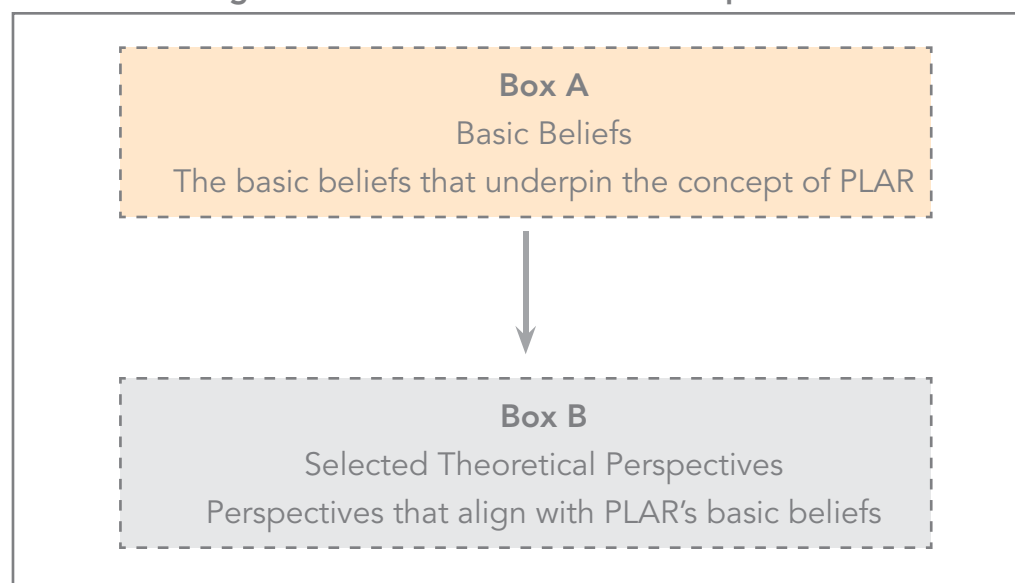 Box A
Basic Beliefs
The basic beliefs that underpin the concept of PLAR
Box B
Selected Theoretical Perspectives
Perspectives that align with PLAR’s basic beliefs